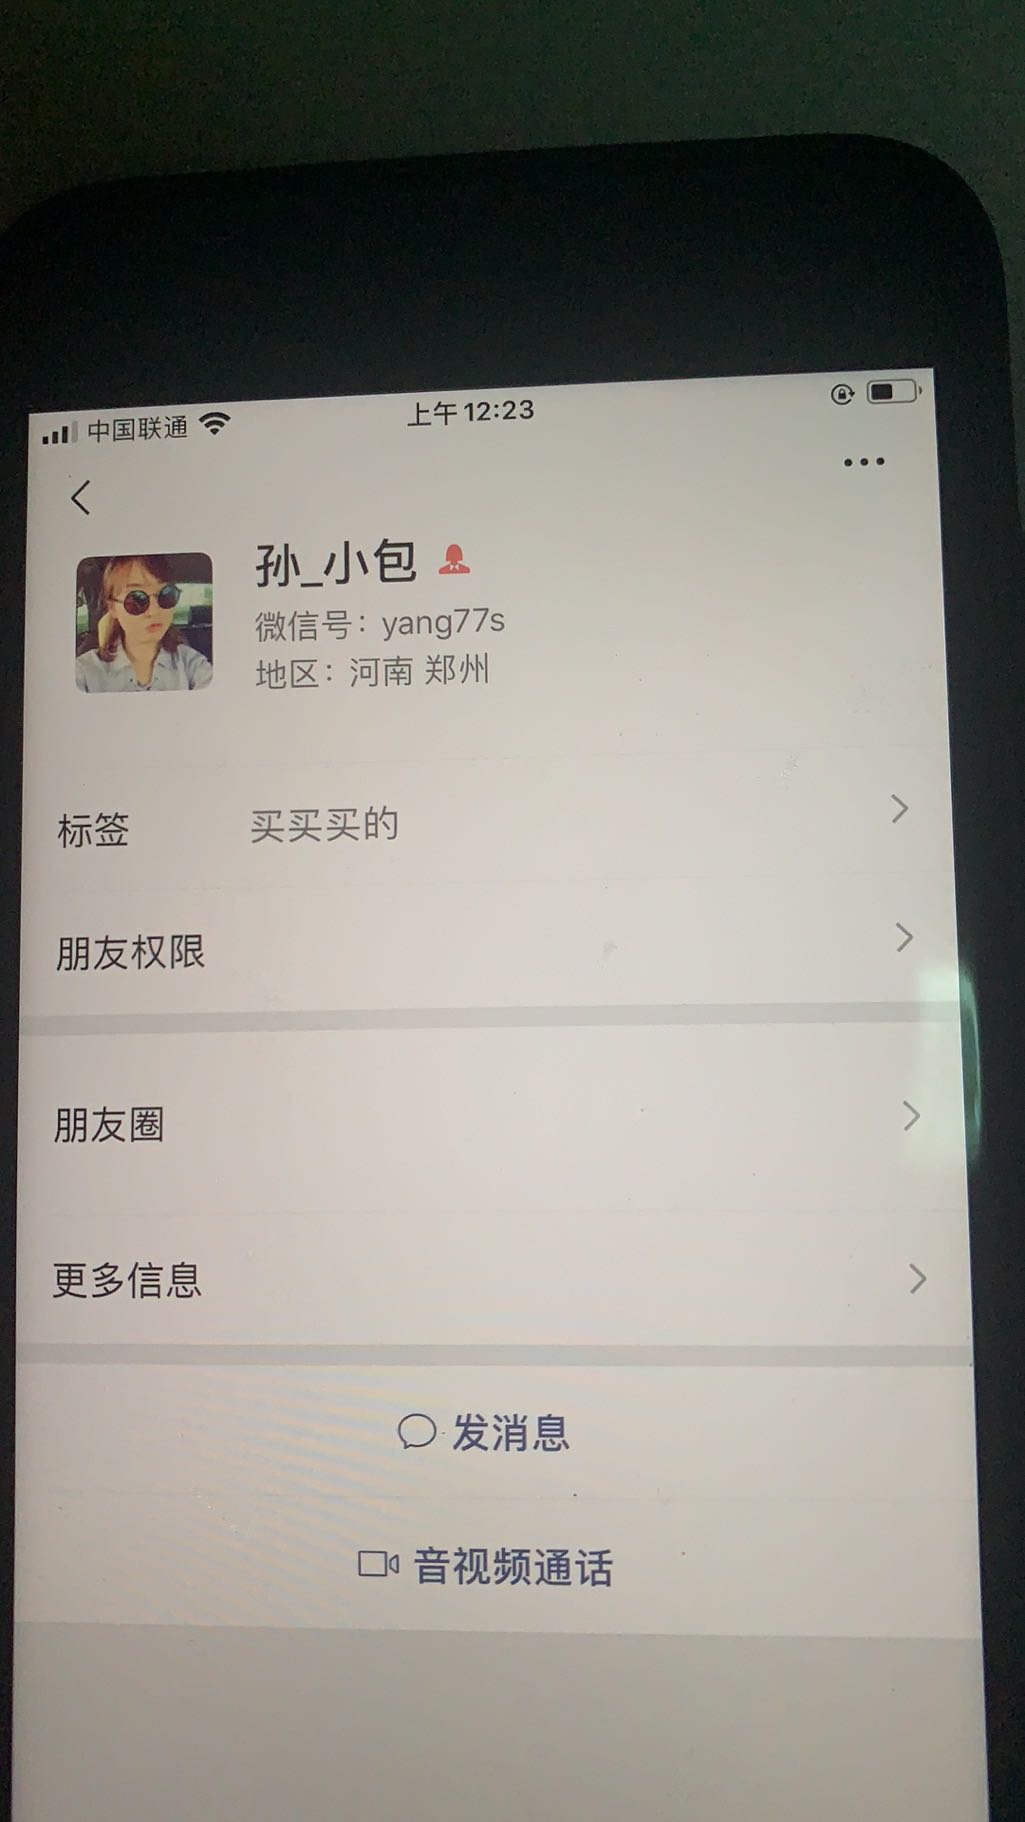 中国联通
上午12:23
孙_小包
微信号：yang77s
地区：河南 郑州
标签 买买买的
朋友权限
朋友圈
更多信息
发消息
音视频通话